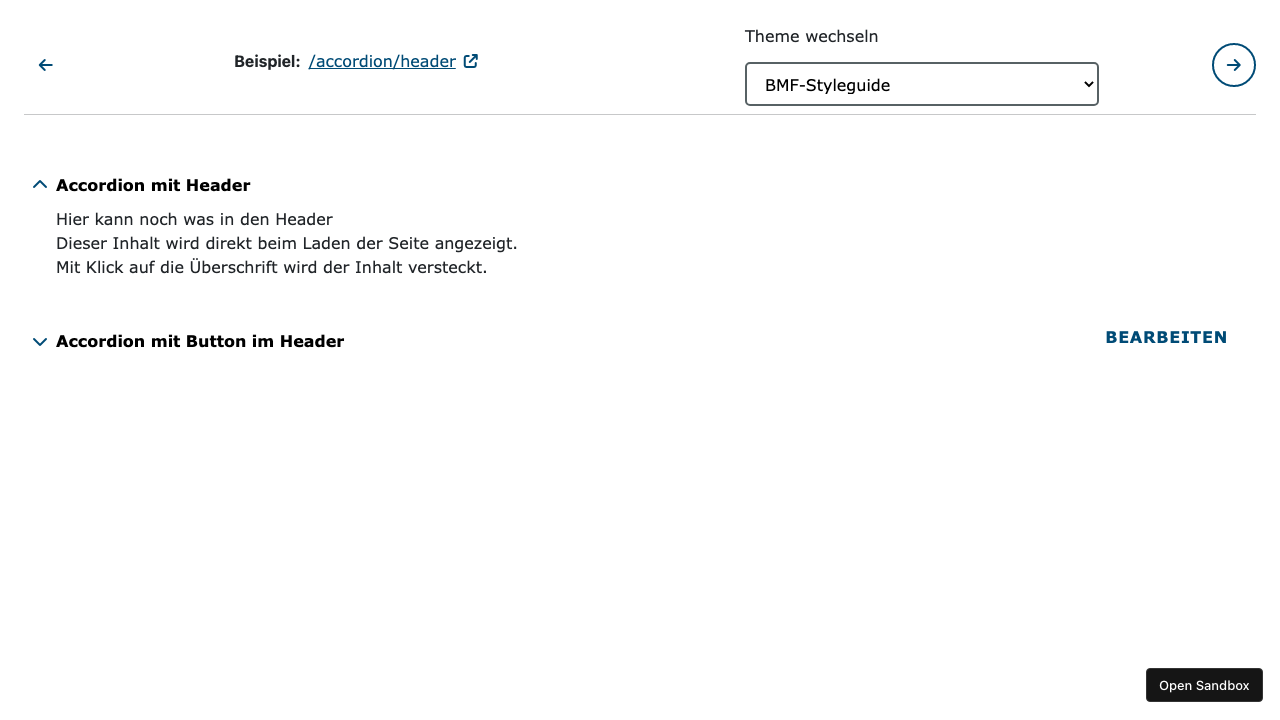 Theme wechseln
Beispiel: /accordion/header
BMF-Styleguide
Accordion mit Header
Hier kann noch was in den Header
Dieser Inhalt wird direkt beim Laden der Seite angezeigt.
Mit Klick auf die Überschrift wird der Inhalt versteckt.
Accordion mit Button im Header
BEARBEITEN
Open Sandbox